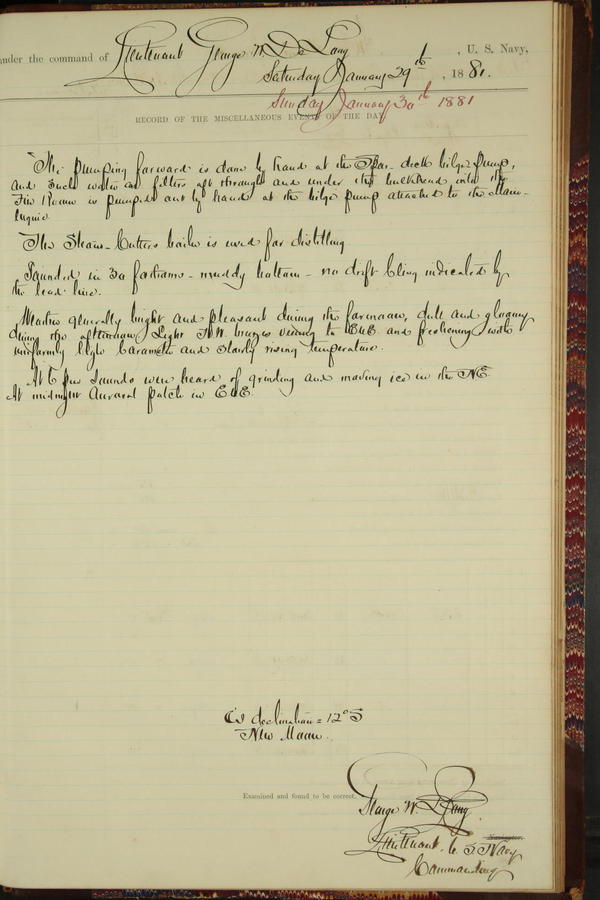 under the command of Lieutenant George W. De Long, U. S. Navy,
Saturday January 29th, 1881.
Sunday January 30th 1881
RECORD OF THE MISCELLANEOUS EVENTS OF THE DAY.
The pumping forward is done by hand at the Spar deck bilge pump,
and such water as filters aft through and under the bulkhead into the
Fire Room is pumped out by hand at the bilge pump attached to the Main
Engine
The Steam-Cutters boiler is used for distilling
Sounded in 30 fathoms - muddy bottom - no drift being indicated by
the lead line.
Weather generally bright and pleasant during the forenoon, dull and gloomy
during the afternoon. Light NW. breezes veering to and freshening with
uniformly high barometer and slowly rising temperature.
At 6 pm sounds were heard of grinding and moving ice in the NE.
At midnight Auroral patch in
declination = 12° S
New Moon.
Examined and found to be correct.
George W. De Long
Navigator.
Lieutenant U. S. Navy
Commanding